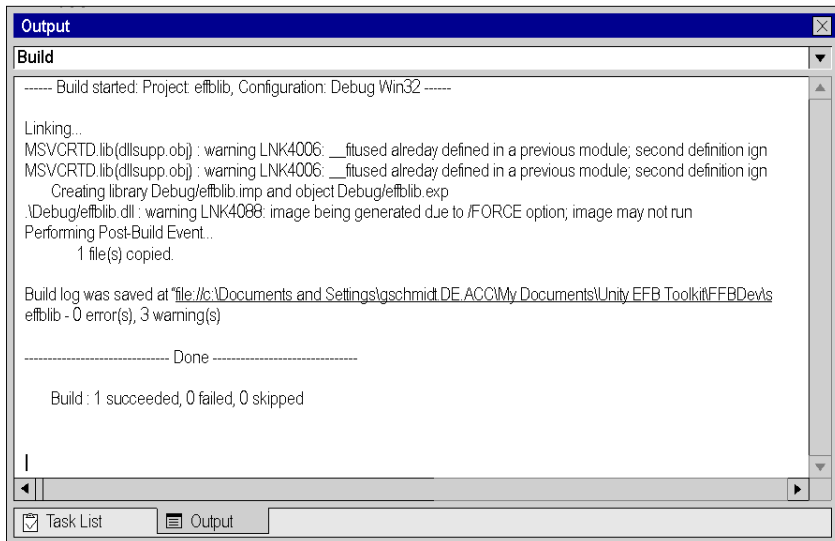 Output
Build
------ Build started: Project: effblib, Configuration: Debug Win32 ------
Linking...
MSVCRTD.lib(dllsupp.obj) : warning LNK4006: __fltused alreday defined in a previous module; second definition ign
MSVCRTD.lib(dllsupp.obj) : warning LNK4006: __fltused alreday defined in a previous module; second definition ign
Creating library Debug/effblib.imp and object Debug/effblib.exp
.\Debug/effblib.dll : warning LNK4088: image being generated due to /FORCE option; image may not run
Performing Post-Build Event...
1 file(s) copied.
Build log was saved at "file://c:\Documents and Settings\gschmidt.DE.ACC\My Documents\Unity EFB Toolkit\FFBDev\s
effblib - 0 error(s), 3 warning(s)
------------------------------- Done -------------------------------
Build : 1 succeeded, 0 failed, 0 skipped
Task List
Output